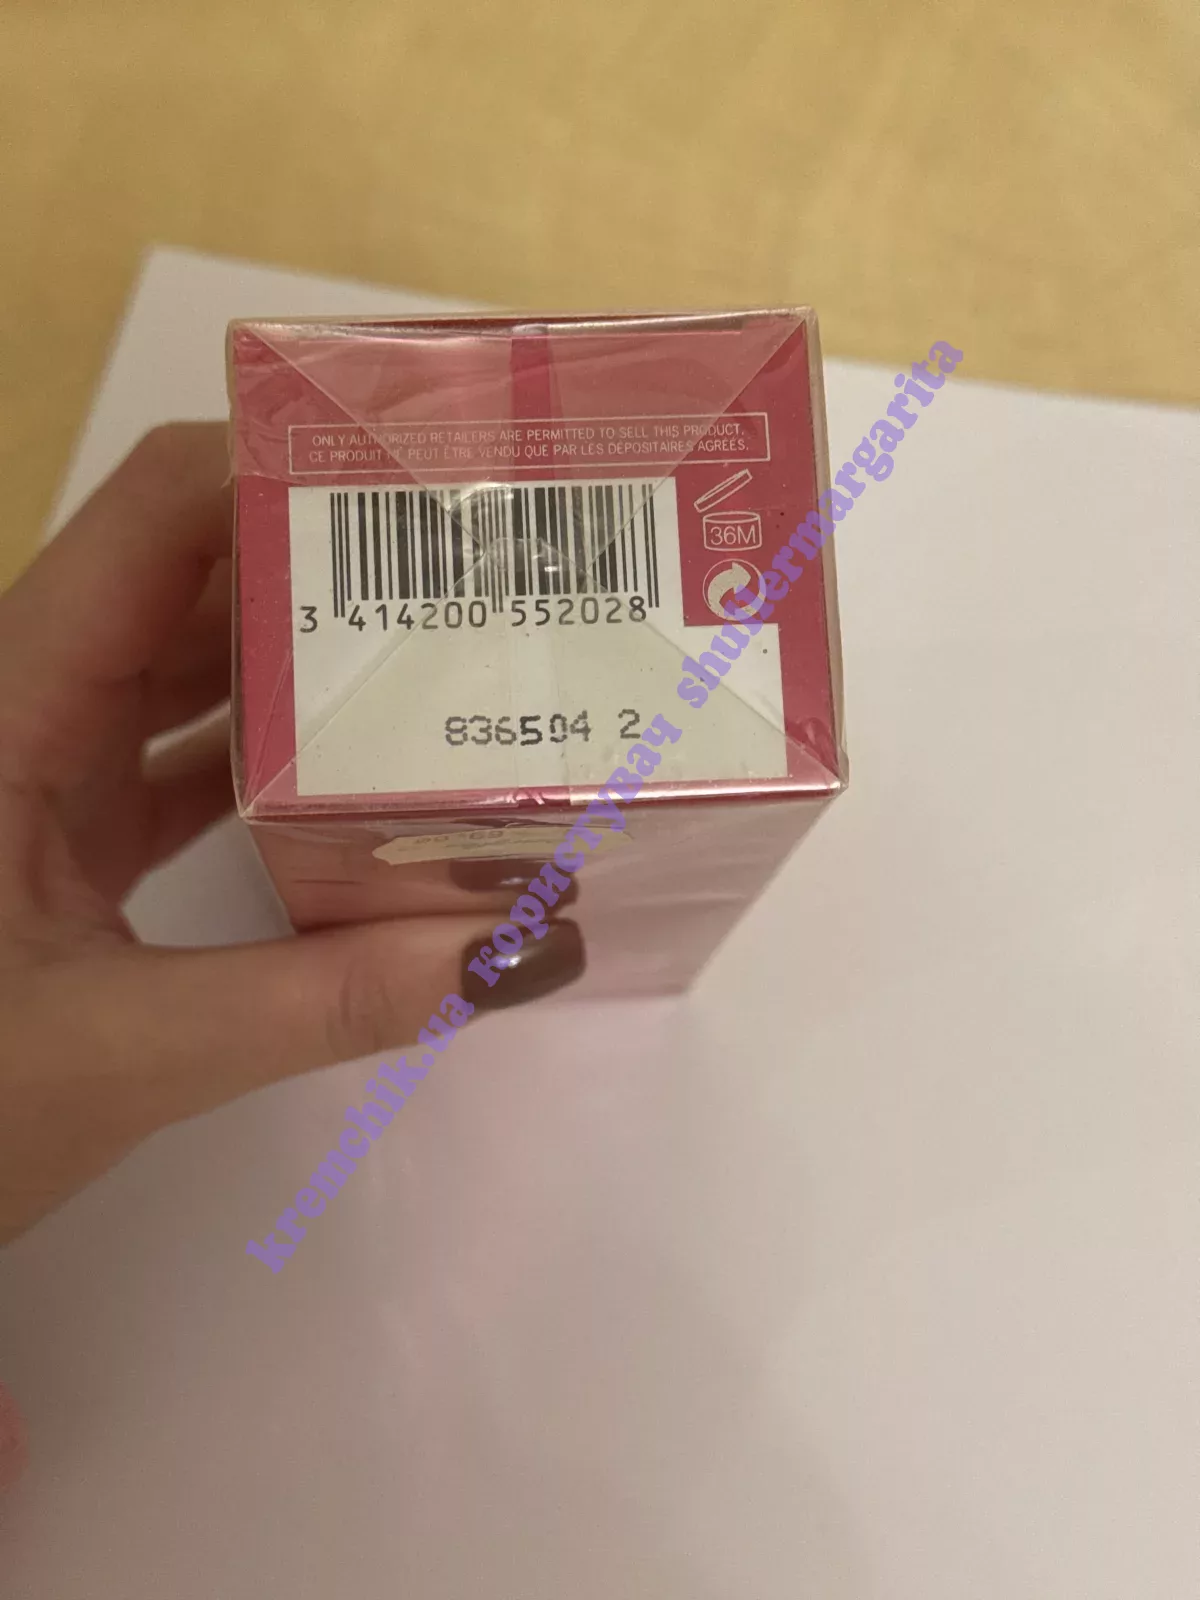 ONLY AUTHORIZED RETAILERS ARE PERMITTED TO SELL THIS PRODUCT.
CE PRODUIT NE PEUT ÊTRE VENDU QUE PAR LES DÉPOSITAIRES AGRÉÉS.
36M
3 414200 552028
836504 2
kremchik.ua користувач shulermargarita